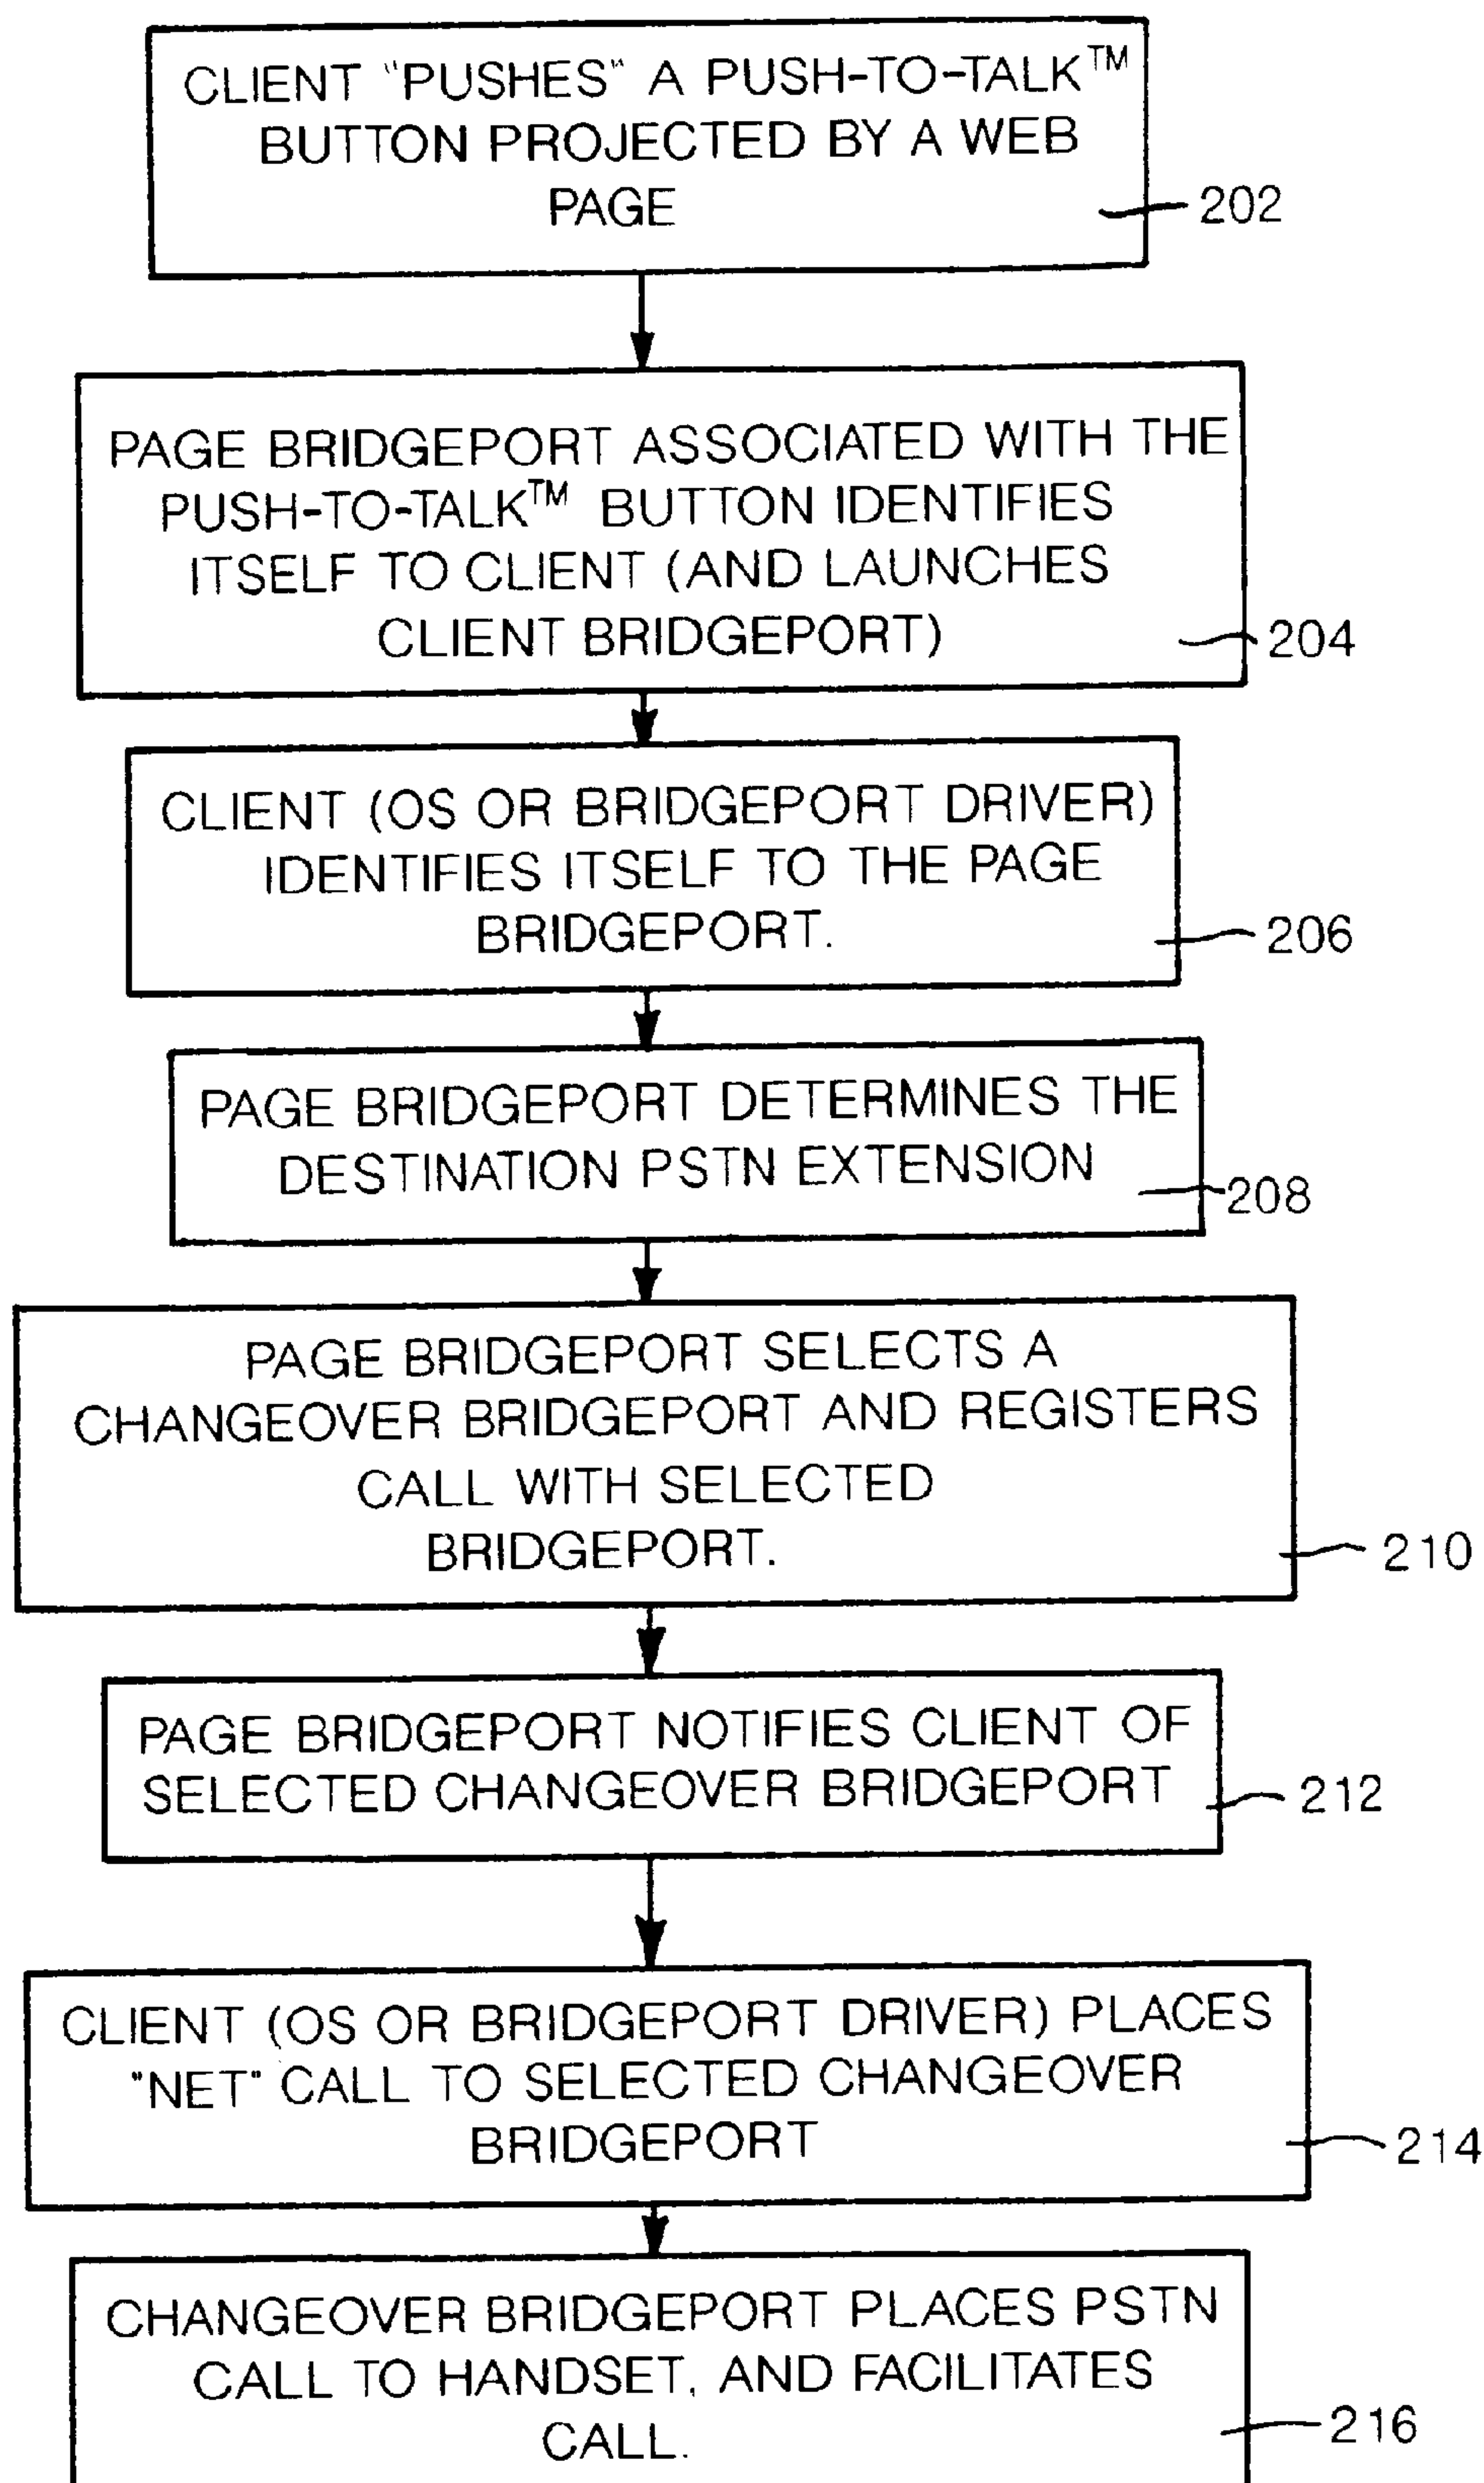 CLIENT "PUSHES" A PUSH-TO-TALK™
BUTTON PROJECTED BY A WEB
PAGE
202
PAGE BRIDGEPORT ASSOCIATED WITH THE
PUSH-TO-TALK™ BUTTON IDENTIFIES
ITSELF TO CLIENT (AND LAUNCHES
CLIENT BRIDGEPORT)
204
CLIENT (OS OR BRIDGEPORT DRIVER)
IDENTIFIES ITSELF TO THE PAGE
BRIDGEPORT.
206
PAGE BRIDGEPORT DETERMINES THE
DESTINATION PSTN EXTENSION
208
PAGE BRIDGEPORT SELECTS A
CHANGEOVER BRIDGEPORT AND REGISTERS
CALL WITH SELECTED
BRIDGEPORT.
210
PAGE BRIDGEPORT NOTIFIES CLIENT OF
SELECTED CHANGEOVER BRIDGEPORT
212
CLIENT (OS OR BRIDGEPORT DRIVER) PLACES
"NET" CALL TO SELECTED CHANGEOVER
BRIDGEPORT
214
CHANGEOVER BRIDGEPORT PLACES PSTN
CALL TO HANDSET, AND FACILITATES
CALL.
216